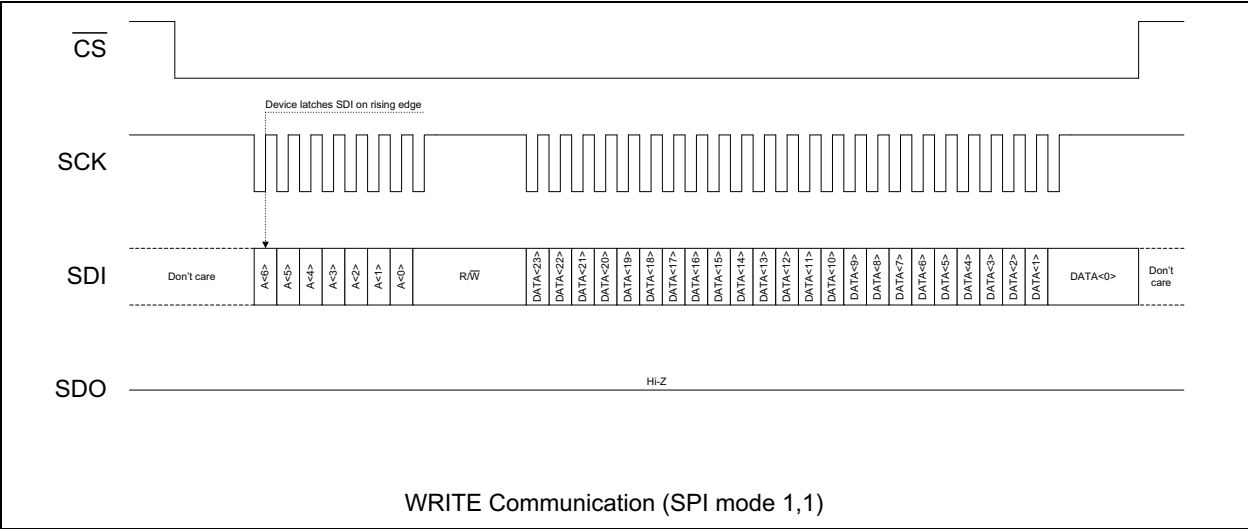 CS
Device latches SDI on rising edge
SCK
SDI
Don't care
A<6>
A<5>
A<4>
A<3>
A<2>
A<1>
A<0>
R/W
DATA<23>
DATA<22>
DATA<21>
DATA<20>
DATA<19>
DATA<18>
DATA<17>
DATA<16>
DATA<15>
DATA<14>
DATA<13>
DATA<12>
DATA<11>
DATA<10>
DATA<9>
DATA<8>
DATA<7>
DATA<6>
DATA<5>
DATA<4>
DATA<3>
DATA<2>
DATA<1>
DATA<0>
Don't
care
SDO
Hi-Z
WRITE Communication (SPI mode 1,1)